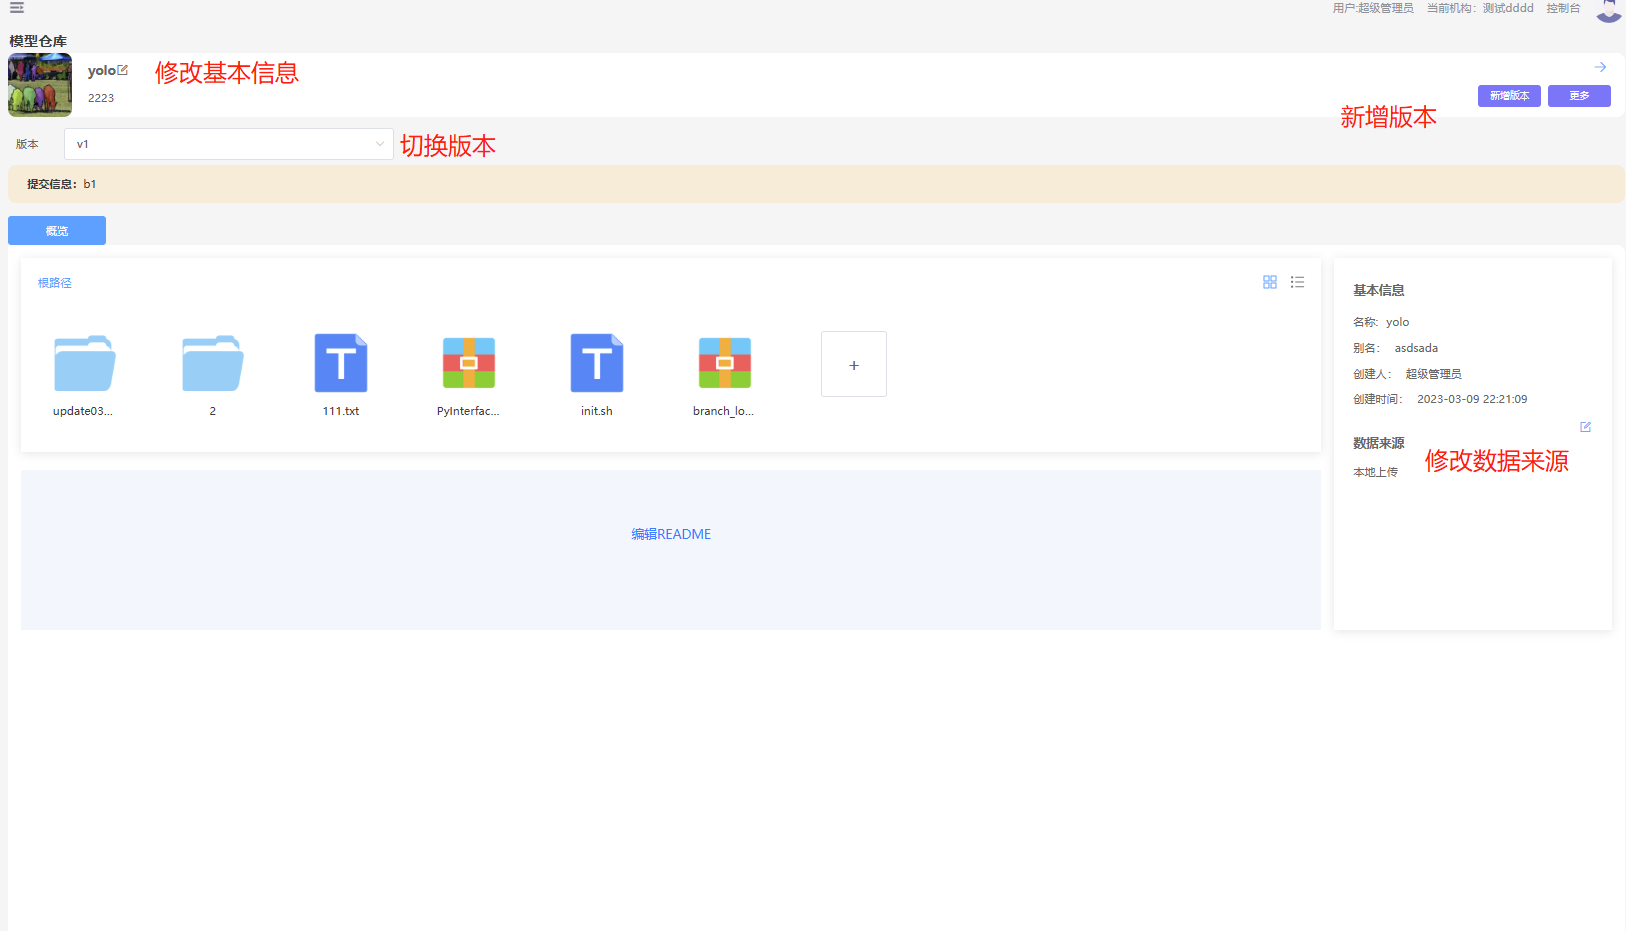 用户:超级管理员 当前机构：测试dddd 控制台
模型仓库
yolo 修改基本信息
2223
新增版本 更多
新增版本
版本 v1 切换版本
提交信息：b1
概览
根路径
update03... 2 111.txt PyInterfac... init.sh branch_lo...
+
编辑README
基本信息
名称: yolo
别名： asdsada
创建人： 超级管理员
创建时间： 2023-03-09 22:21:09
数据来源
修改数据来源
本地上传